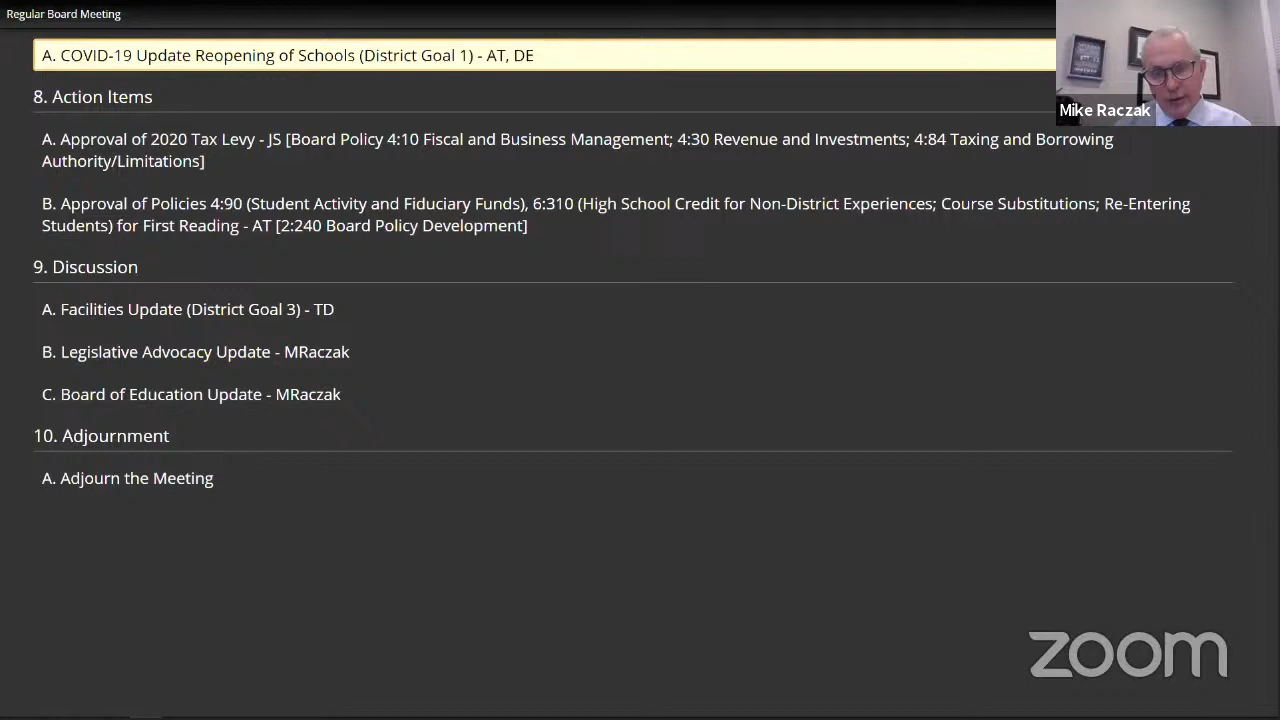 Regular Board Meeting
A. COVID-19 Update Reopening of Schools (District Goal 1) - AT, DE
Mike Raczak
8. Action Items
A. Approval of 2020 Tax Levy - JS [Board Policy 4:10 Fiscal and Business Management; 4:30 Revenue and Investments; 4:84 Taxing and Borrowing
Authority/Limitations]
B. Approval of Policies 4:90 (Student Activity and Fiduciary Funds), 6:310 (High School Credit for Non-District Experiences; Course Substitutions; Re-Entering
Students) for First Reading - AT [2:240 Board Policy Development]
9. Discussion
A. Facilities Update (District Goal 3) - TD
B. Legislative Advocacy Update - MRaczak
C. Board of Education Update - MRaczak
10. Adjournment
A. Adjourn the Meeting
zoom